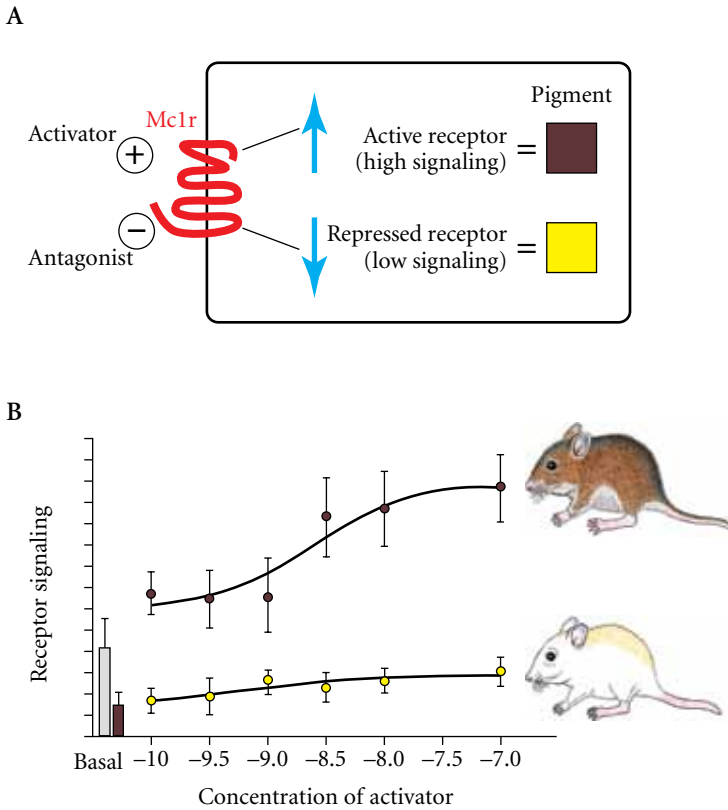 A
Pigment
Mc1r
Activator
+
Active receptor
(high signaling)
=
−
Antagonist
Repressed receptor
(low signaling)
=
B
Receptor signaling
Basal −10 −9.5 −9.0 −8.5 −8.0 −7.5 −7.0
Concentration of activator